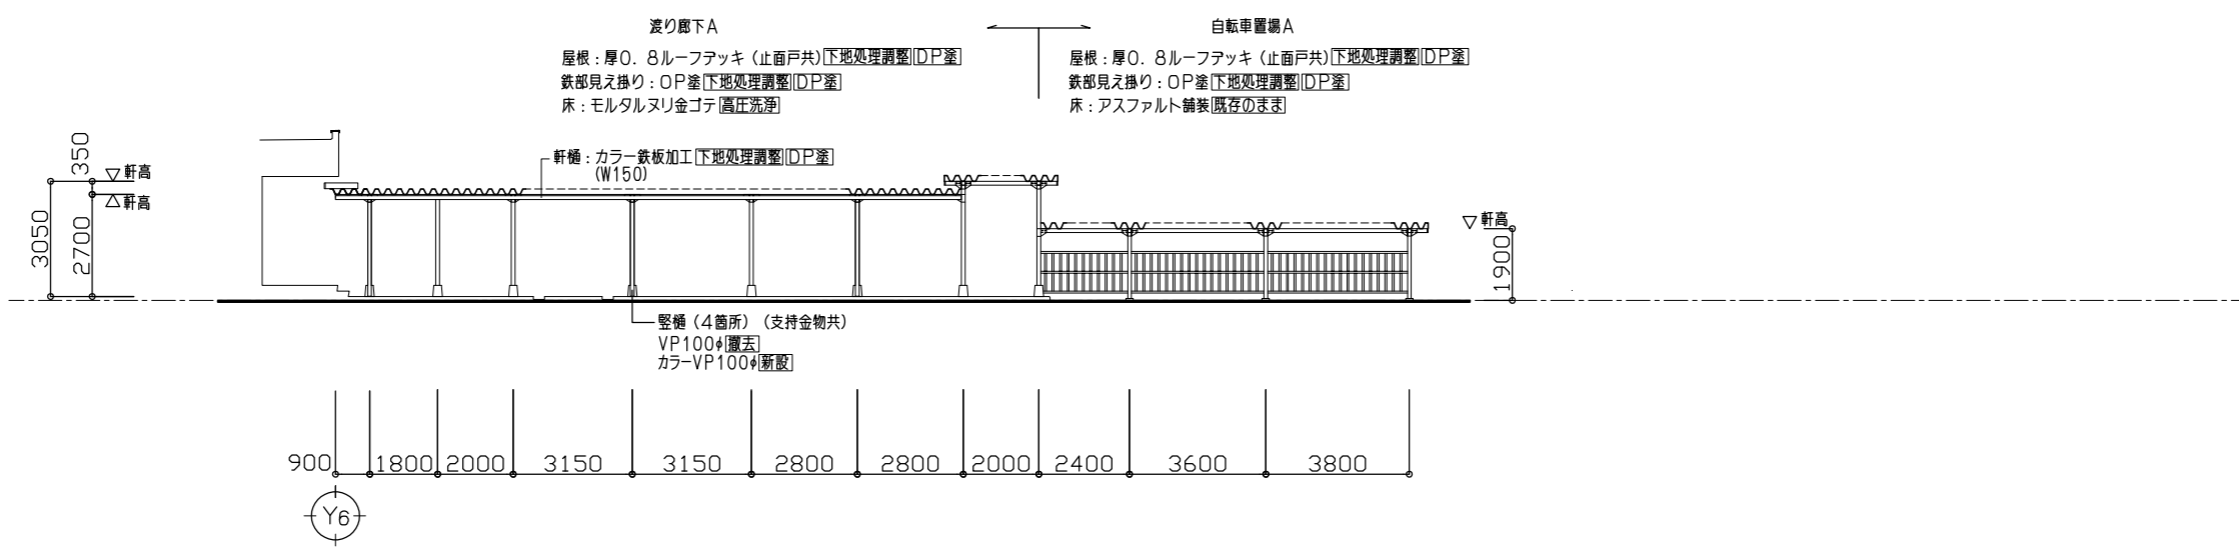 渡り廊下A
屋根：厚0．8ルーフデッキ（止面戸共）下地処理調整 DP塗
鉄部見え掛り：OP塗 下地処理調整 DP塗
床：モルタルヌリ金ゴテ 高圧洗浄
自転車置場A
屋根：厚0．8ルーフデッキ（止面戸共）下地処理調整 DP塗
鉄部見え掛り：OP塗 下地処理調整 DP塗
床：アスファルト舗装 既存のまま
軒樋：カラー鉄板加工 下地処理調整 DP塗
(W150)
350
軒高
軒高
3050
2700
軒高
1900
竪樋（4箇所）（支持金物共）
VP100φ 撤去
カラーVP100φ 新設
900 1800 2000 3150 3150 2800 2800 2000 2400 3600 3800
Y6